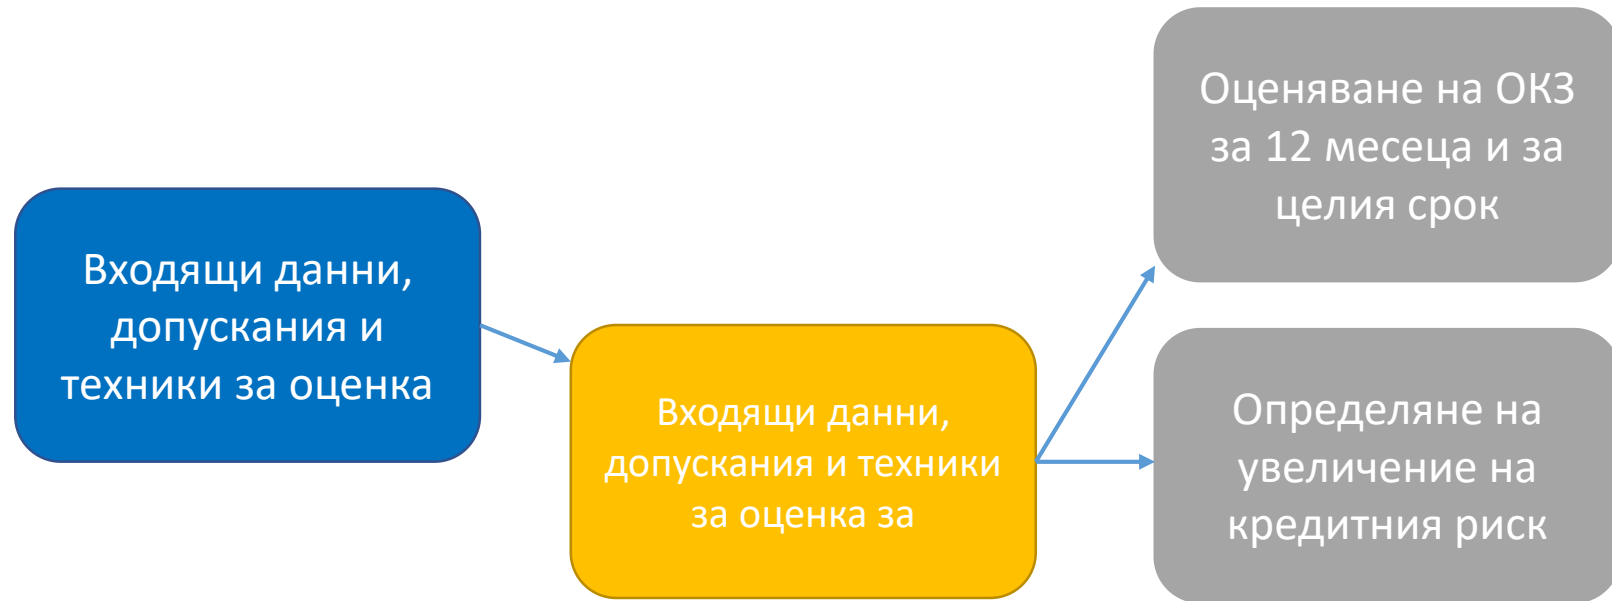 Входящи данни,
допускания и
техники за оценка
Входящи данни,
допускания и техники
за оценка за
Оценяване на ОКЗ
за 12 месеца и за
целия срок
Определяне на
увеличение на
кредитния риск